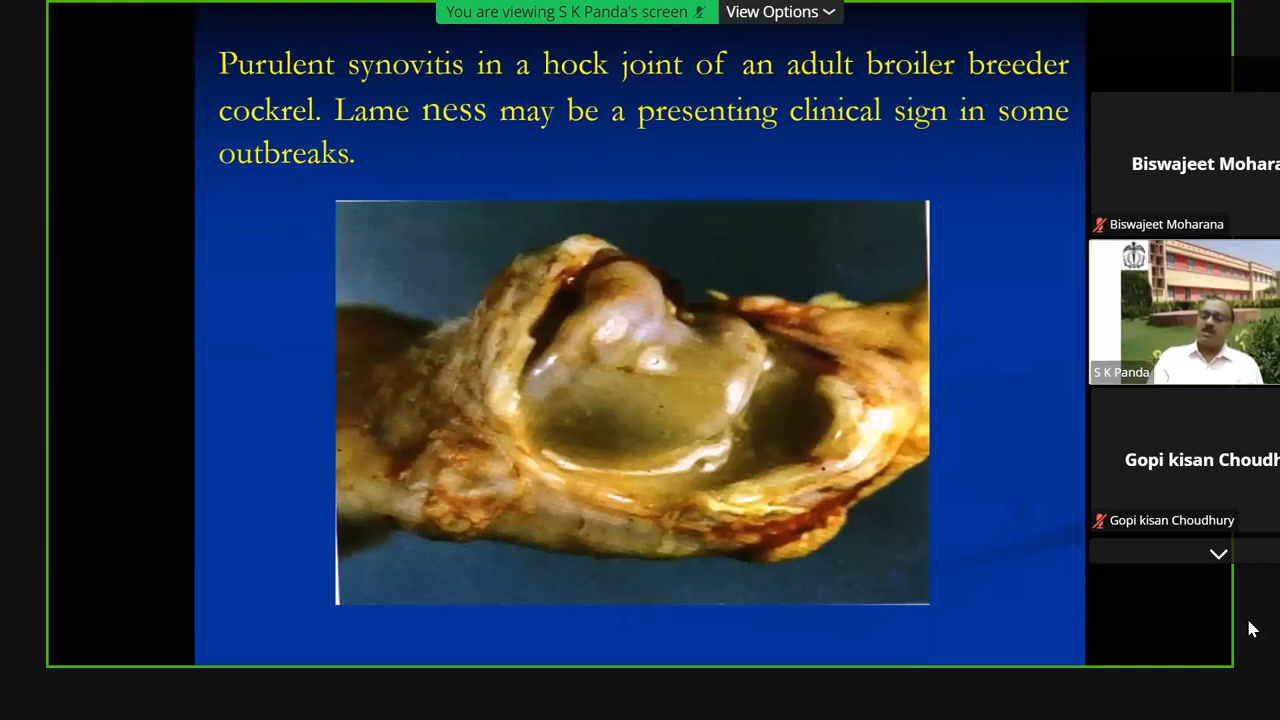 You are viewing S K Panda's screen
View Options
Purulent synovitis in a hock joint of an adult broiler breeder
cockrel. Lame ness may be a presenting clinical sign in some
outbreaks.
Biswajeet Mohara
Biswajeet Moharana
S K Panda
Gopi kisan Choudh
Gopi kisan Choudhury